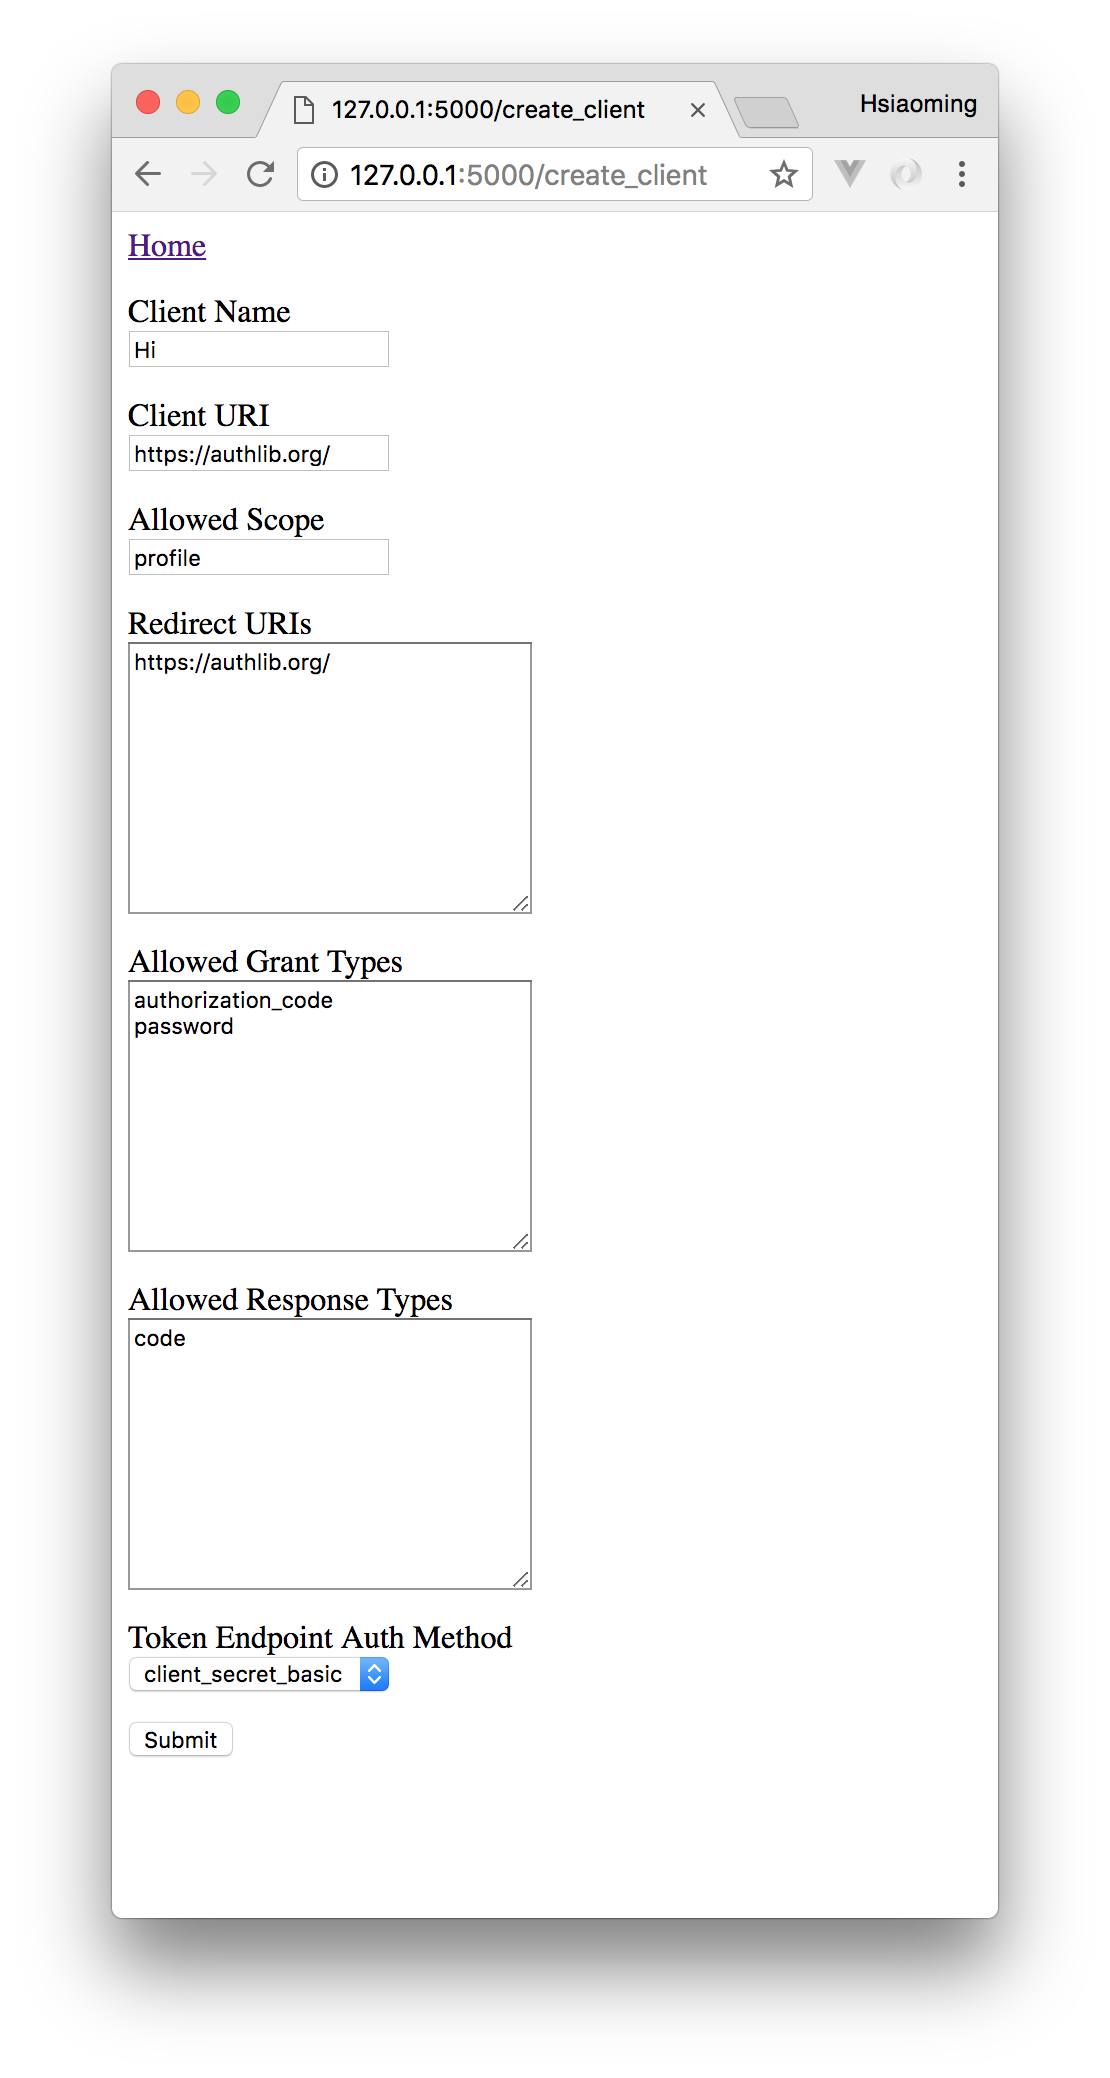 127.0.0.1:5000/create_client
Hsiaoming
127.0.0.1:5000/create_client
Home
Client Name
Hi
Client URI
https://authlib.org/
Allowed Scope
profile
Redirect URIs
https://authlib.org/
Allowed Grant Types
authorization_code
password
Allowed Response Types
code
Token Endpoint Auth Method
client_secret_basic
Submit